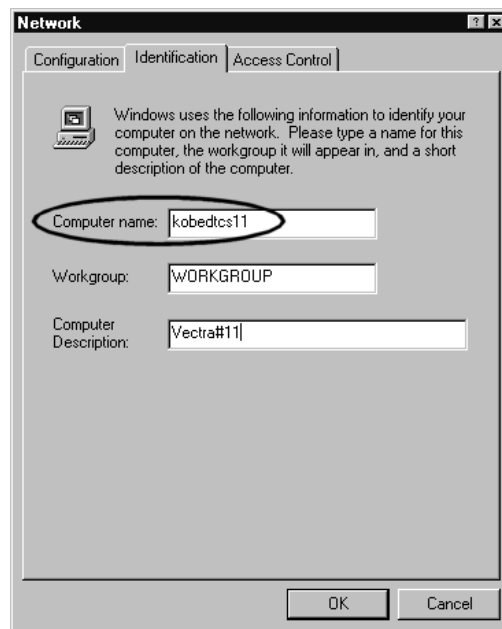 Network
Configuration Identification Access Control
Windows uses the following information to identify your
computer on the network. Please type a name for this
computer, the workgroup it will appear in, and a short
description of the computer.
Computer name: kobedtcs11
Workgroup: WORKGROUP
Computer
Description:
Vectra#11
OK Cancel